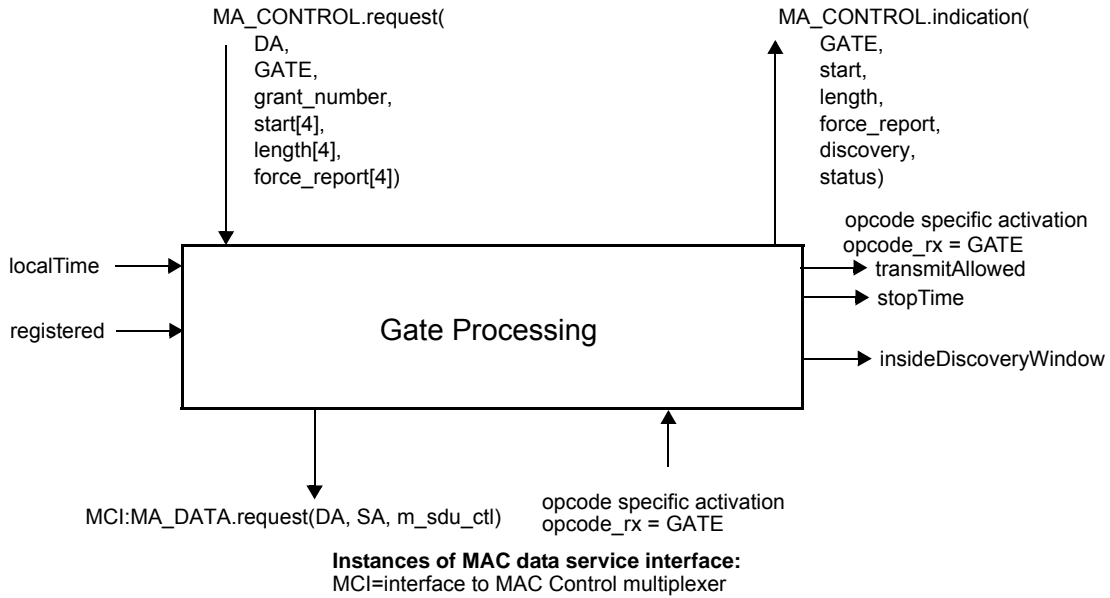 MA_CONTROL.request(
DA,
GATE,
grant_number,
start[4],
length[4],
force_report[4])
MA_CONTROL.indication(
GATE,
start,
length,
force_report,
discovery,
status)
opcode specific activation
opcode_rx = GATE
localTime
transmitAllowed
stopTime
registered
Gate Processing
insideDiscoveryWindow
MCI:MA_DATA.request(DA, SA, m_sdu_ctl)
opcode specific activation
opcode_rx = GATE
Instances of MAC data service interface:
MCI=interface to MAC Control multiplexer